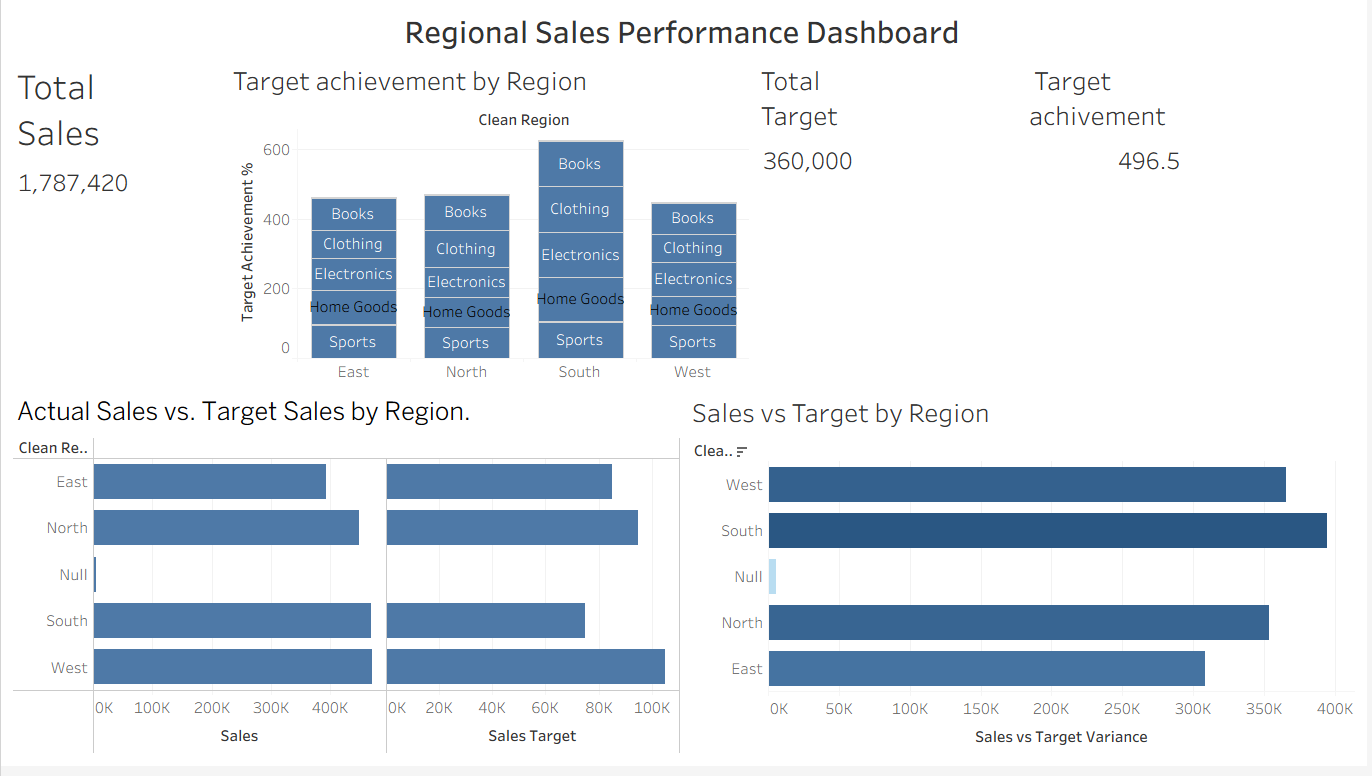 Regional Sales Performance Dashboard
Total
Sales
1,787,420
Target achievement by Region
Clean Region
Target Achievement %
600
400
200
0
Books
Clothing
Electronics
Home Goods
Sports
Books
Clothing
Electronics
Home Goods
Sports
Books
Clothing
Electronics
Home Goods
Sports
Books
Clothing
Electronics
Home Goods
Sports
East North South West
Total
Target
360,000
Target
achivement
496.5
Actual Sales vs. Target Sales by Region.
Clean Re..
East
North
Null
South
West
0K 100K 200K 300K 400K
Sales
0K 20K 40K 60K 80K 100K
Sales Target
Sales vs Target by Region
Clea..
West
South
Null
North
East
0K 50K 100K 150K 200K 250K 300K 350K 400K
Sales vs Target Variance